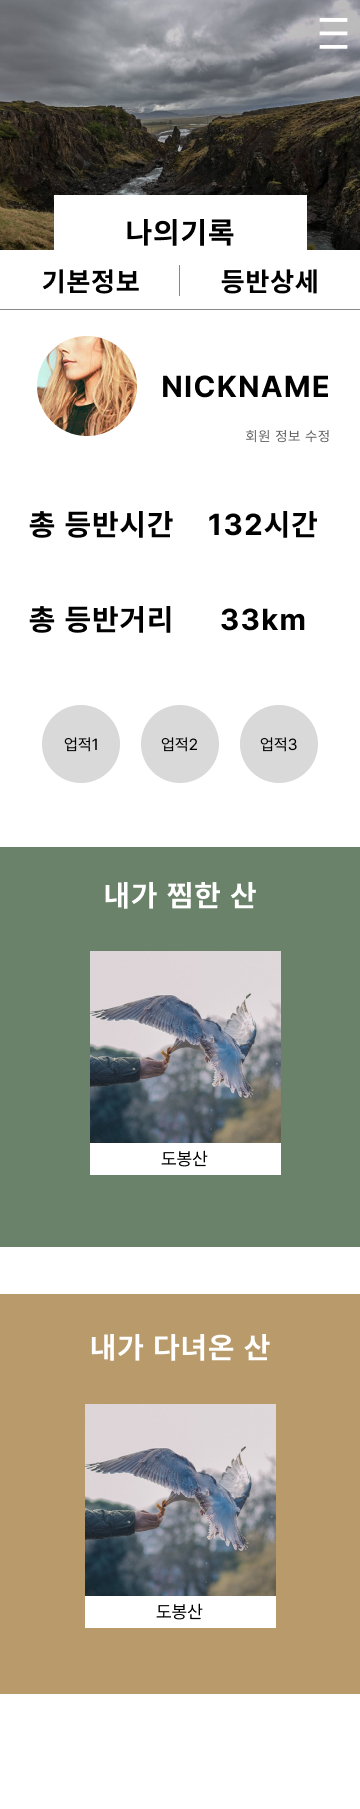 나의기록
기본정보
등반상세
NICKNAME
회원 정보 수정
총 등반시간 132시간
총 등반거리 33km
업적1 업적2 업적3
내가 찜한 산
도봉산
내가 다녀온 산
도봉산